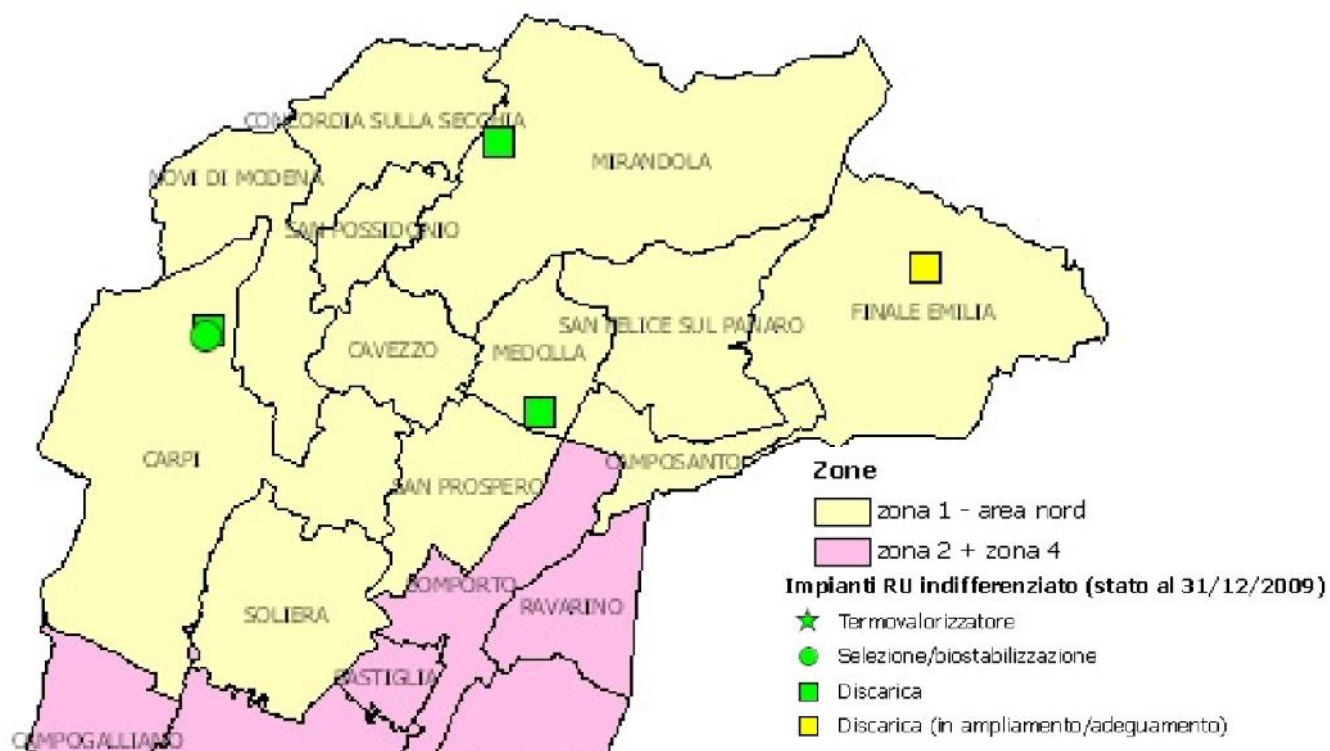 CONCORDIA SULLA SECCHIA
MIRANDOLA
NOVI DI MODENA
SAN POSSIDONIO
FINALE EMILIA
SAN FELICE SUL PANARO
CAVEZZO
MEDOLLA
CARPI
CAMPOSANTO
SAN PROSPERO
Zone
zona 1 - area nord
zona 2 + zona 4
BOMPORTO
RAVARINO
SOLIERA
BASTIGLIA
CAMPOGALLIANO
Impianti RU indifferenziato (stato al 31/12/2009)
Termovalorizzatore
Selezione/biostabilizzazione
Discarica
Discarica (in ampliamento/adeguamento)